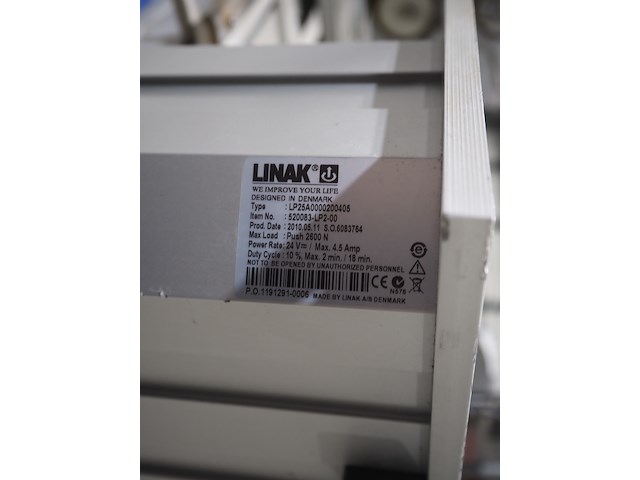 LINAK®
WE IMPROVE YOUR LIFE
DESIGNED IN DENMARK
Type : LP25A0000200405
Item No. : 520083-LP2-00
Prod. Date : 2010.05.11 S.O.6083764
Max Load : Push 2600 N
Power Rate: 24 V⎓ / Max. 4.5 Amp
Duty Cycle : 10 %, Max. 2 min. / 18 min.
NOT TO BE OPENED BY UNAUTHORIZED PERSONNEL
CE N576
P.O.1191291-0006 MADE BY LINAK A/S DENMARK